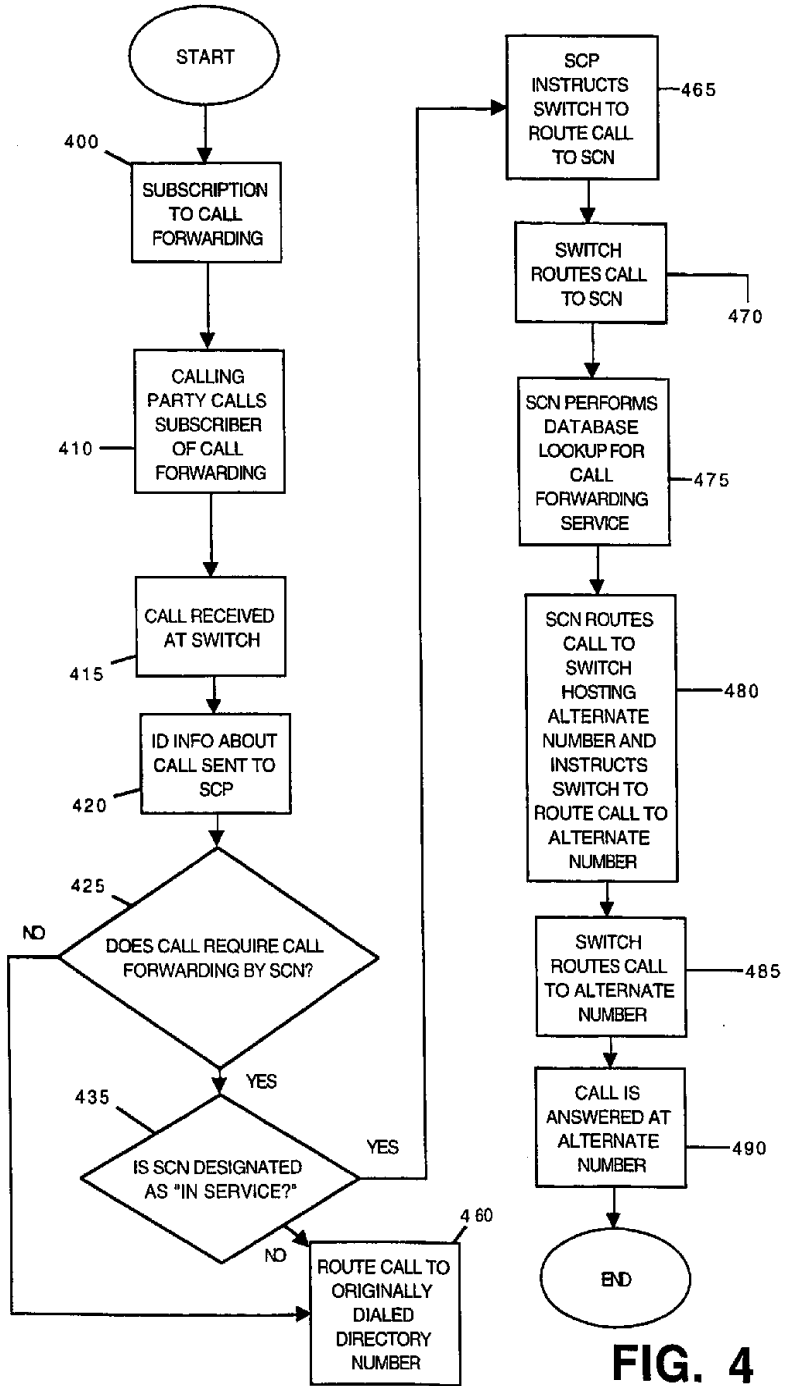 START
400
SUBSCRIPTION
TO CALL
FORWARDING
CALLING
PARTY CALLS
SUBSCRIBER
OF CALL
FORWARDING
410
CALL RECEIVED
AT SWITCH
415
ID INFO ABOUT
CALL SENT TO
SCP
420
425
NO
DOES CALL REQUIRE CALL
FORWARDING BY SCN?
YES
435
YES
IS SCN DESIGNATED
AS "IN SERVICE?"
NO
460
ROUTE CALL TO
ORIGINALLY
DIALED
DIRECTORY
NUMBER
SCP
INSTRUCTS
SWITCH TO
ROUTE CALL
TO SCN
465
SWITCH
ROUTES CALL
TO SCN
470
SCN PERFORMS
DATABASE
LOOKUP FOR
CALL
FORWARDING
SERVICE
475
SCN ROUTES
CALL TO
SWITCH
HOSTING
ALTERNATE
NUMBER AND
INSTRUCTS
SWITCH TO
ROUTE CALL TO
ALTERNATE
NUMBER
480
SWITCH
ROUTES CALL
TO ALTERNATE
NUMBER
485
CALL IS
ANSWERED AT
ALTERNATE
NUMBER
490
END
FIG. 4